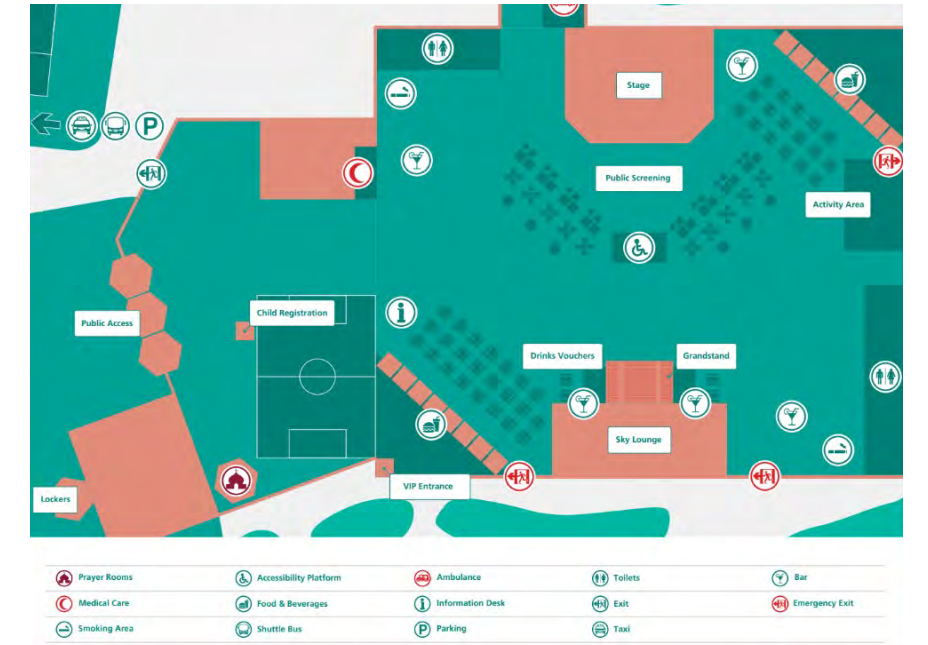 Stage
P
Public Screening
Activity Area
Child Registration
Public Access
Drinks Vouchers
Grandstand
Sky Lounge
VIP Entrance
Lockers
Prayer Rooms
Accessibility Platform
Ambulance
Toilets
Bar
Medical Care
Food & Beverages
Information Desk
Exit
Emergency Exit
Smoking Area
Shuttle Bus
P
Parking
Taxi